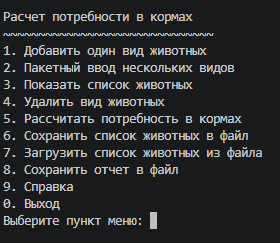 Расчет потребности в кормах
~~~~~~~~~~~~~~~~~~~~~~~~~~~~~~~~~
1. Добавить один вид животных
2. Пакетный ввод нескольких видов
3. Показать список животных
4. Удалить вид животных
5. Рассчитать потребность в кормах
6. Сохранить список животных в файл
7. Загрузить список животных из файла
8. Сохранить отчет в файл
9. Справка
0. Выход
Выберите пункт меню: